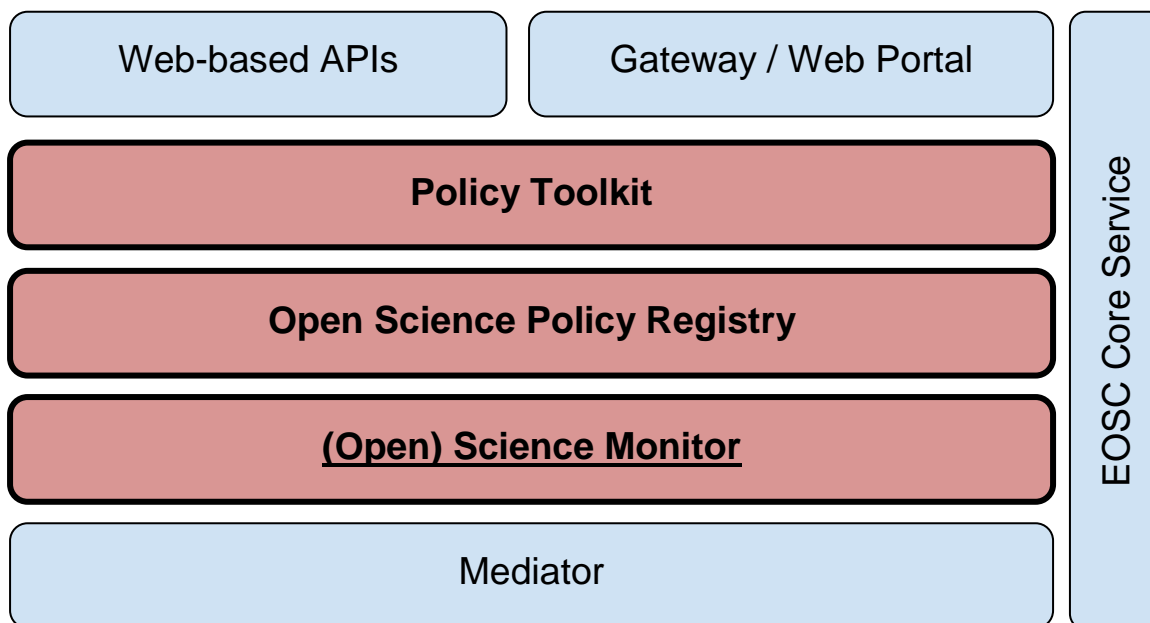 Web-based APIs
Gateway / Web Portal
Policy Toolkit
Open Science Policy Registry
(Open) Science Monitor
Mediator
EOSC Core Service